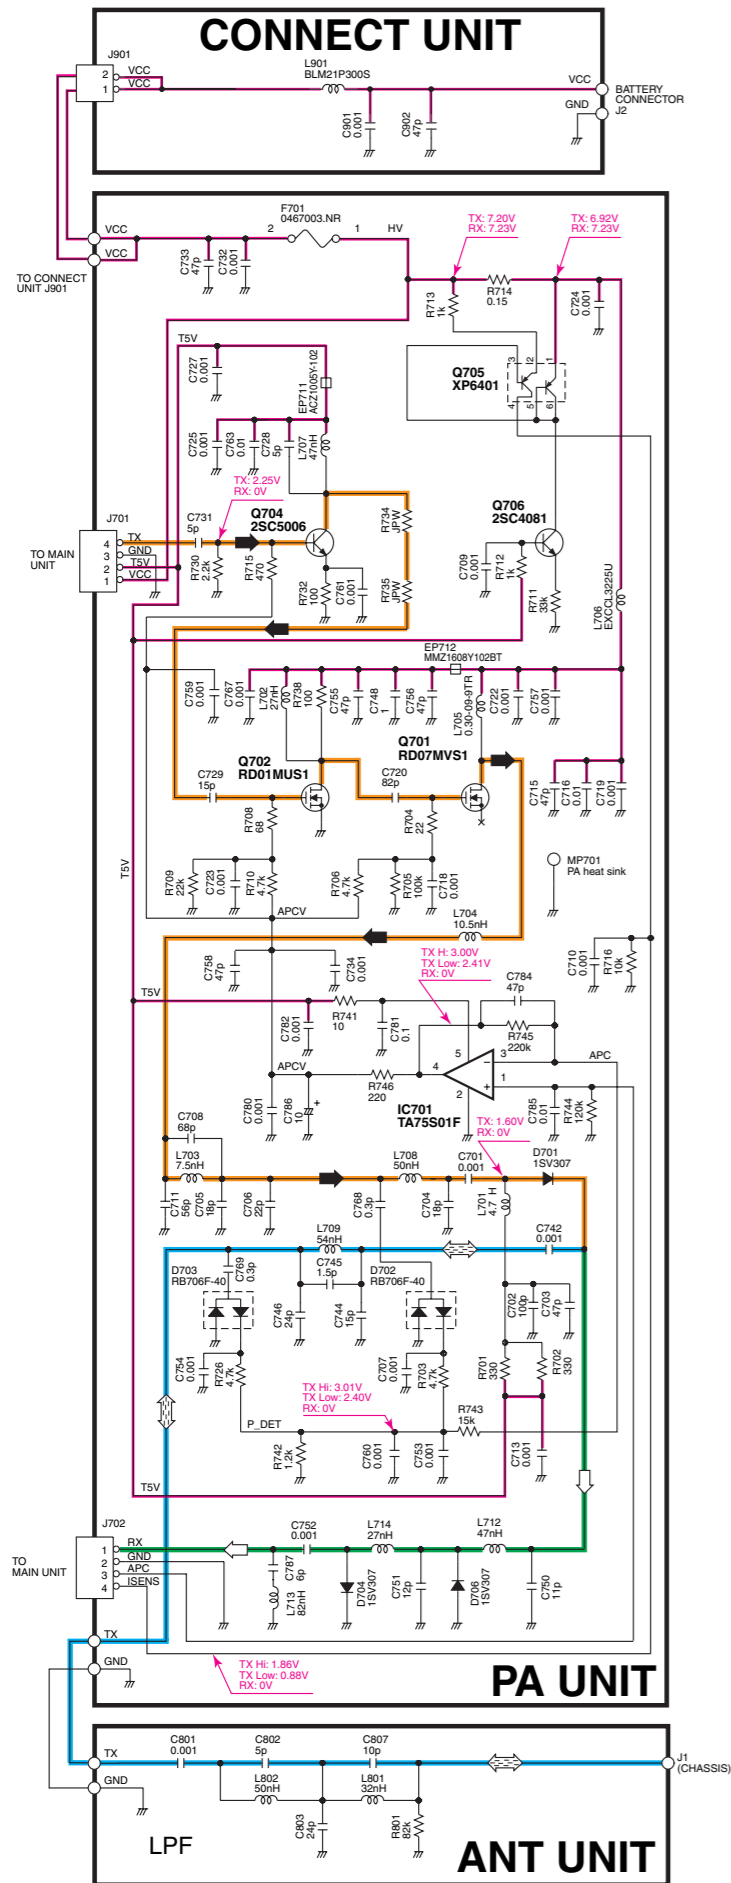 CONNECT UNIT
J901
VCC
VCC
2
1
L901
BLM21P300S
C901
0.001
C902
47p
VCC
GND
BATTERY
CONNECTOR
J2
VCC
VCC
TO CONNECT
UNIT J901
F701
0467003.NR
2
1
HV
C733
47p
C732
0.001
TX: 7.20V
RX: 7.23V
TX: 6.92V
RX: 7.23V
R713
1k
R714
0.15
C724
0.001
Q705
XP6401
3
2
1
4
5
6
T5V
C727
0.001
EP711
ACZ1005Y-102
C725
0.001
C763
0.01
C728
5p
L707
47nH
TX: 2.25V
RX: 0V
Q704
2SC5006
R734
JPW
Q706
2SC4081
J701
C731
5p
4
TX
3
GND
2
T5V
1
VCC
TO MAIN
UNIT
R730
2.2k
R715
470
R732
100
C761
0.001
R735
JPW
C709
0.001
R712
1k
R711
33k
L706
EXCCL3225U
EP712
MMZ1608Y102BT
C759
0.001
C767
0.001
L702
27nH
R738
100
C755
47p
C748
1
C756
47p
L705
0.30-09-9TR
C722
0.001
C757
0.001
Q702
RD01MUS1
Q701
RD07MVS1
C729
15p
C720
82p
C715
47p
C716
0.01
C719
0.001
R708
68
R704
22
T5V
R709
22k
C723
0.001
R710
4.7k
R706
4.7k
R705
100k
C718
0.001
MP701
PA heat sink
APCV
L704
10.5nH
C758
47p
C734
0.001
TX H: 3.00V
TX Low: 2.41V
RX: 0V
C784
47p
C710
0.001
R716
10k
T5V
C782
0.001
R741
10
C781
0.1
R745
220k
5
3
APC
APCV
4
1
2
R746
220
IC701
TA75S01F
C780
0.001
C786
10
+
C785
0.01
R744
120k
C708
68p
TX: 1.60V
RX: 0V
L703
7.5nH
L708
50nH
C701
0.001
D701
1SV307
C711
56p
C705
18p
C706
22p
C768
0.3p
C704
18p
L701
4.7 H
L709
54nH
C742
0.001
D703
RB706F-40
C769
0.3p
C745
1.5p
D702
RB706F-40
C746
24p
C744
15p
C702
100p
C703
47p
C754
0.001
R726
4.7k
C707
0.001
R703
4.7k
R701
330
R702
330
TX Hi: 3.01V
TX Low: 2.40V
RX: 0V
R743
15k
P_DET
R742
1.2k
C760
0.001
C753
0.001
C713
0.001
T5V
J702
1
RX
2
GND
3
APC
4
ISENS
TO
MAIN UNIT
C752
0.001
L714
27nH
L712
47nH
C787
6p
L713
82nH
D704
1SV307
C751
12p
D706
1SV307
C750
11p
TX
GND
TX Hi: 1.86V
TX Low: 0.88V
RX: 0V
PA UNIT
TX
GND
C801
0.001
C802
5p
C807
10p
J1
(CHASSIS)
L802
50nH
L801
32nH
C803
24p
R801
82k
LPF
ANT UNIT